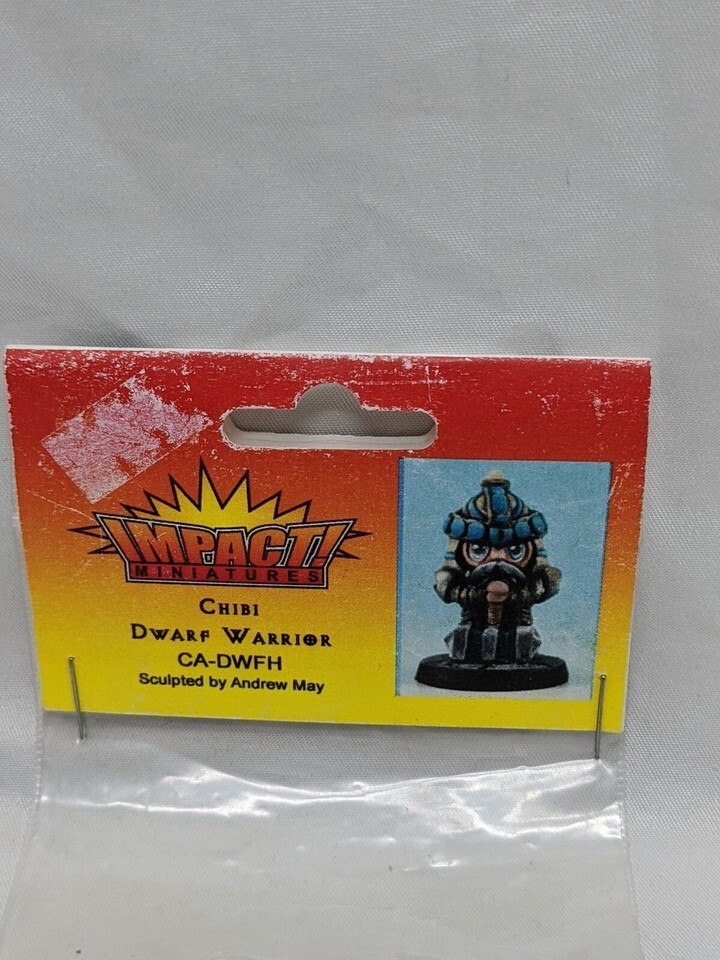 IMPACT!
MINIATURES
Chibi
Dwarf Warrior
CA-DWFH
Sculpted by Andrew May